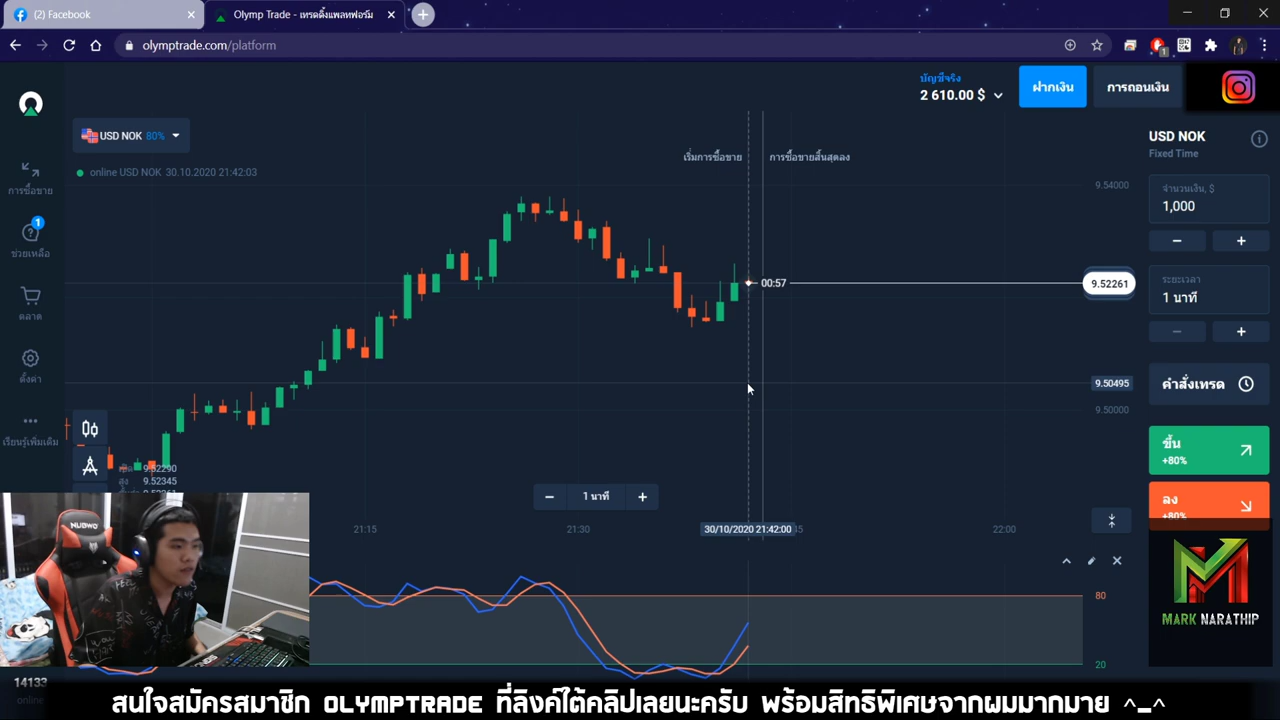 (2) Facebook
Olymp Trade - เทรดดิ้งแพลทฟอร์ม
olymptrade.com/platform
1
บัญชีจริง
2 610.00 $
ฝากเงิน
การถอนเงิน
USD NOK 80%
online USD NOK 30.10.2020 21:42:03
เริ่มการซื้อขาย
การซื้อขายสิ้นสุดลง
USD NOK
Fixed Time
9.54000
จำนวนเงิน, $
1,000
การซื้อขาย
1
ช่วยเหลือ
00:57
9.52261
ระยะเวลา
1 นาที
ตลาด
ตั้งค่า
9.50495
คำสั่งเทรด
9.50000
เรียนรู้เพิ่มเติม
ขึ้น
+80%
9.52290
สูง 9.52345
1 นาที
ลง
+80%
21:15
21:30
30/10/2020 21:42:00
22:00
NUBWO
80
MARK NARATHIP
20
14133
online
สนใจสมัครสมาชิก OLYMPTRADE ที่ลิงค์ใต้คลิปเลยนะครับ พร้อมสิทธิพิเศษจากผมมากมาย ^_^